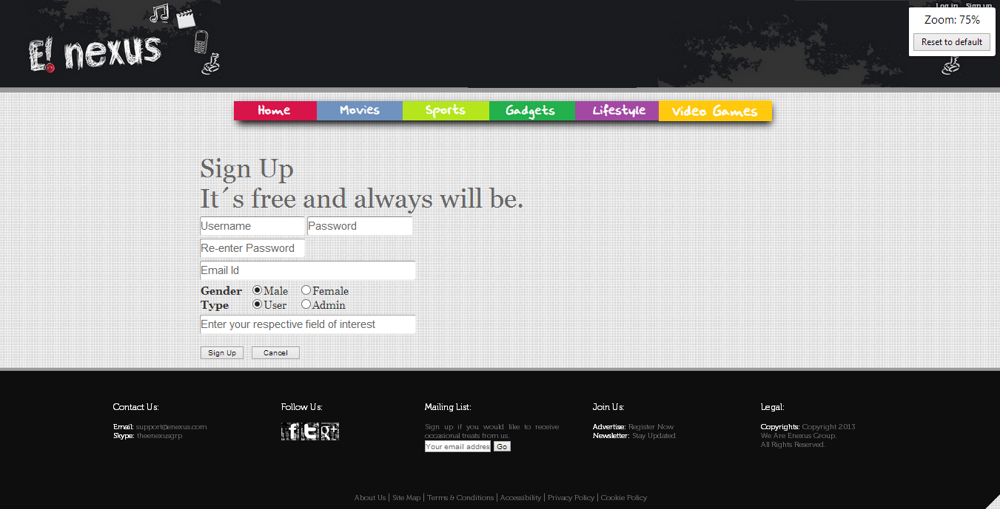 Log in Sign up
Zoom: 75%
Reset to default
E! nexus
Home Movies Sports Gadgets Lifestyle Video Games
Sign Up
It´s free and always will be.
Username Password
Re-enter Password
Email Id
Gender Male Female
Type User Admin
Enter your respective field of interest
Sign Up Cancel
Contact Us: Follow Us: Mailing List: Join Us: Legal:
Email: support@enexus.com Sign up if you would like to receive Advertise: Register Now Copyrights: Copyright 2013
Skype: theenexusgrp occasional treats from us. Newsletter: Stay Updated We Are Enexus Group.
All Rights Reserved.
Your email addres Go
About Us | Site Map | Terms & Conditions | Accessibility | Privacy Policy | Cookie Policy